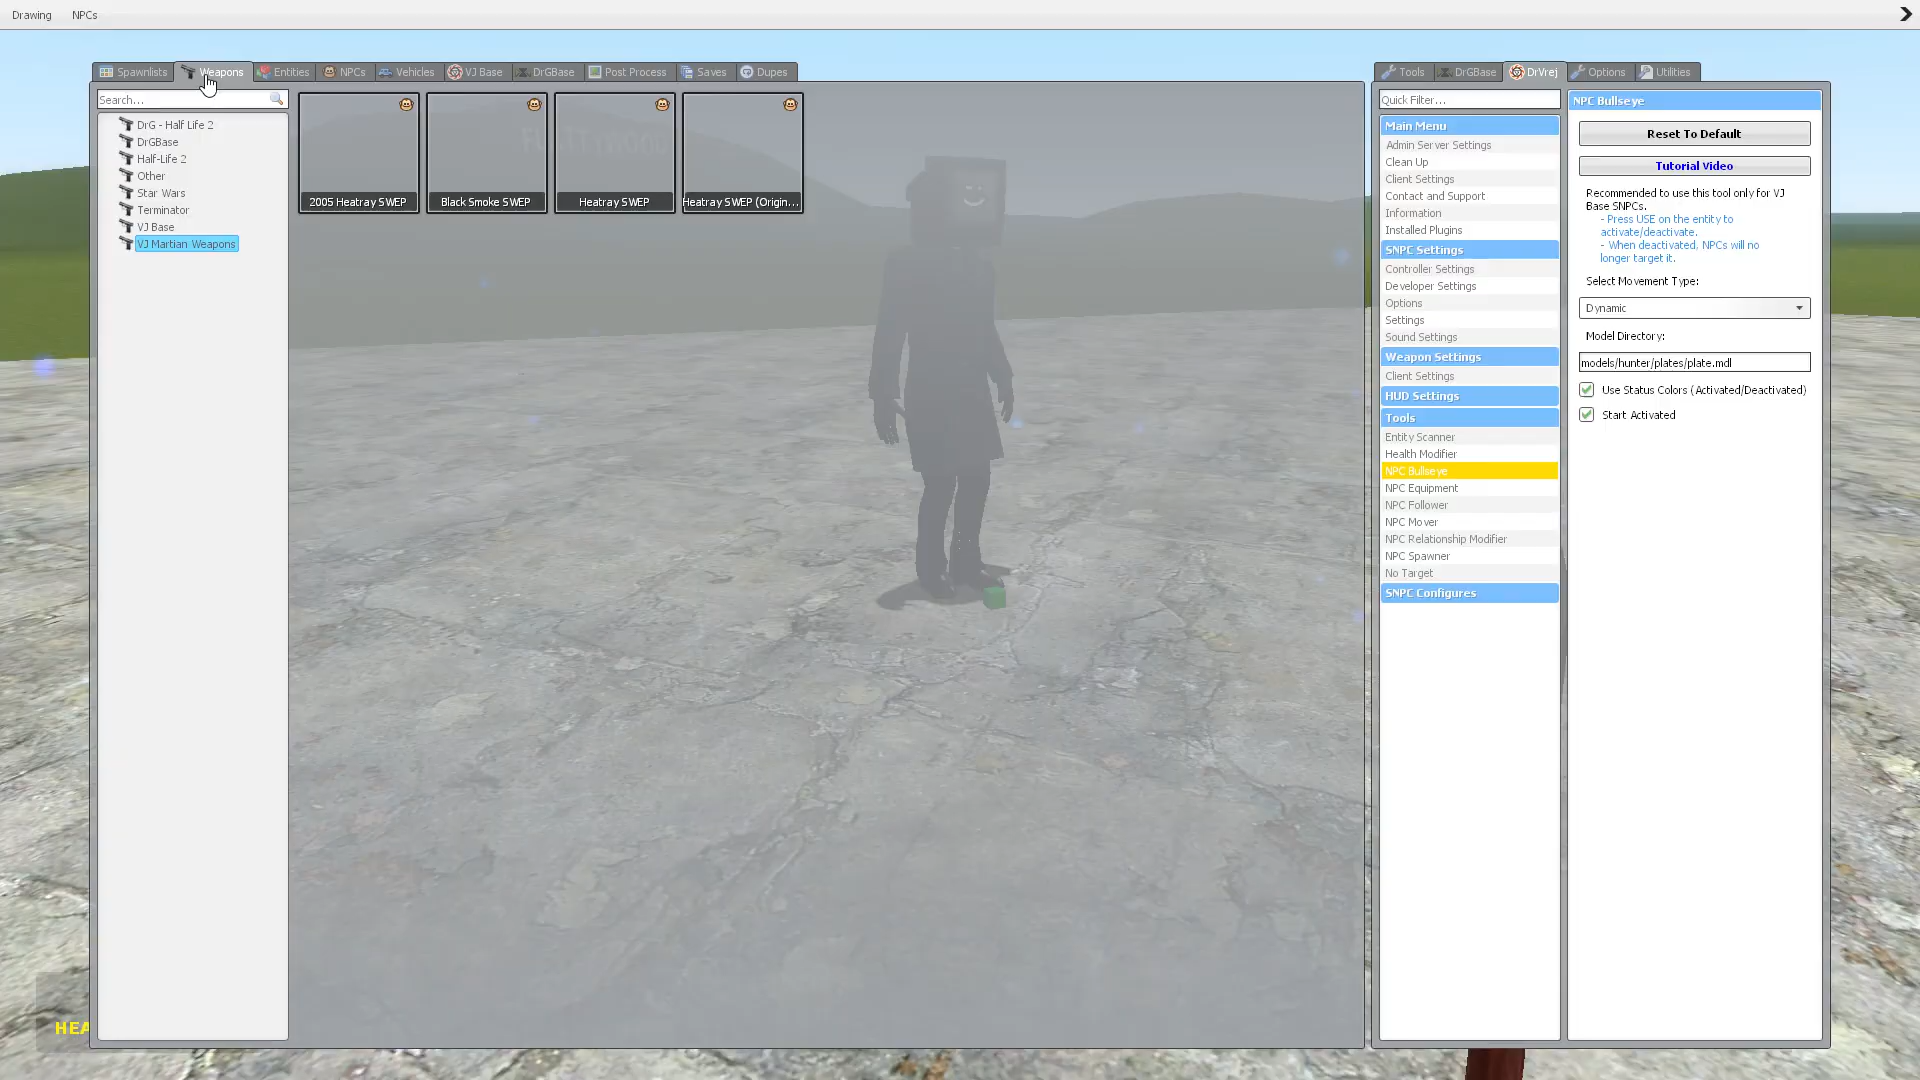 Drawing NPCs
Spawnlists Weapons Entities NPCs Vehicles VJ Base DrGBase Post Process Saves Dupes
Search...
DrG - Half Life 2
DrGBase
Half-Life 2
Other
Star Wars
Terminator
VJ Base
VJ Martian Weapons
2005 Heatray SWEP
Black Smoke SWEP
Heatray SWEP
Heatray SWEP (Origin...
HEA
Tools DrGBase DrVrej Options Utilities
Quick Filter...
Main Menu
Admin Server Settings
Clean Up
Client Settings
Contact and Support
Information
Installed Plugins
SNPC Settings
Controller Settings
Developer Settings
Options
Settings
Sound Settings
Weapon Settings
Client Settings
HUD Settings
Tools
Entity Scanner
Health Modifier
NPC Bullseye
NPC Equipment
NPC Follower
NPC Mover
NPC Relationship Modifier
NPC Spawner
No Target
SNPC Configures
NPC Bullseye
Reset To Default
Tutorial Video
Recommended to use this tool only for VJ
Base SNPCs.
- Press USE on the entity to
activate/deactivate.
- When deactivated, NPCs will no
longer target it.
Select Movement Type:
Dynamic
Model Directory:
models/hunter/plates/plate.mdl
Use Status Colors (Activated/Deactivated)
Start Activated